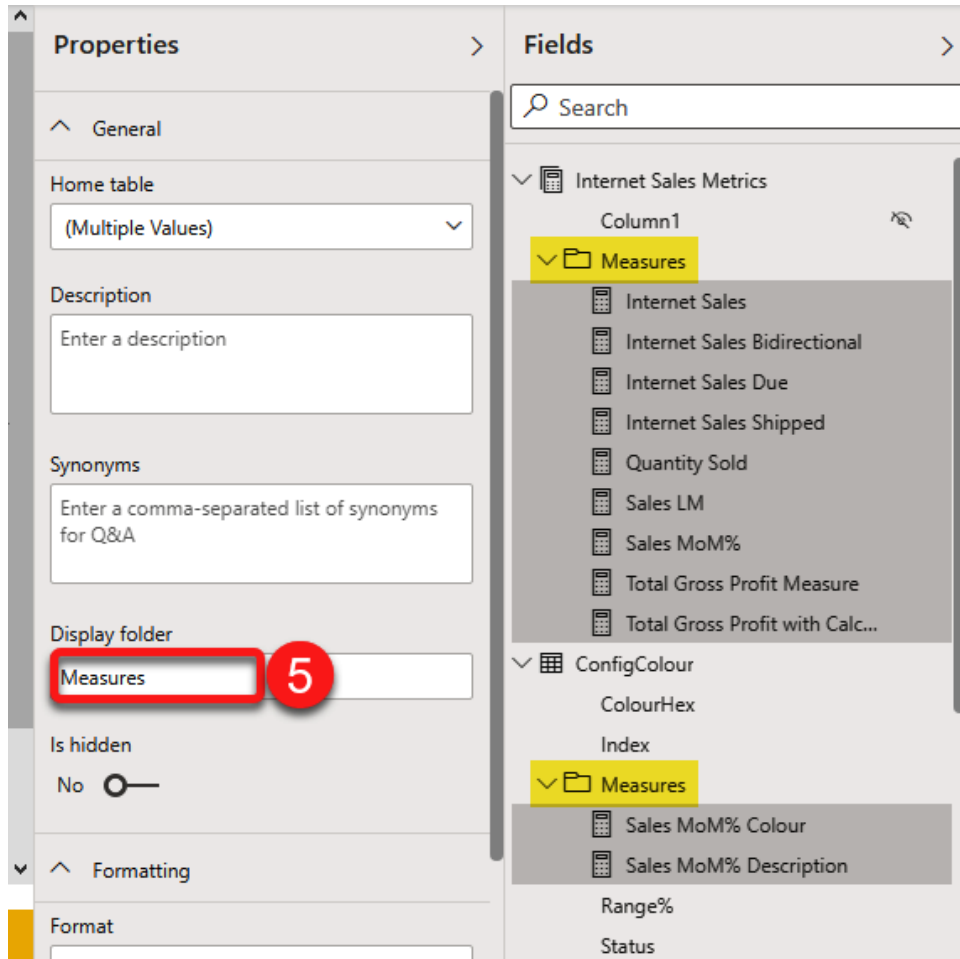 Properties
General
Home table
(Multiple Values)
Description
Enter a description
Synonyms
Enter a comma-separated list of synonyms
for Q&A
Display folder
Measures
5
Is hidden
No
Formatting
Format
Fields
Search
Internet Sales Metrics
Column1
Measures
Internet Sales
Internet Sales Bidirectional
Internet Sales Due
Internet Sales Shipped
Quantity Sold
Sales LM
Sales MoM%
Total Gross Profit Measure
Total Gross Profit with Calc...
ConfigColour
ColourHex
Index
Measures
Sales MoM% Colour
Sales MoM% Description
Range%
Status